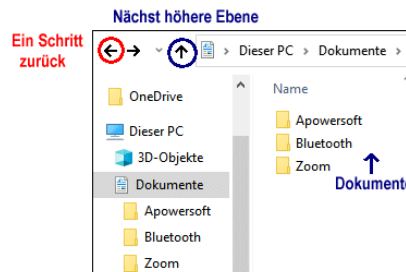 Nächst höhere Ebene
Ein Schritt
zurück
Dieser PC > Dokumente >
OneDrive
Dieser PC
3D-Objekte
Dokumente
Apowersoft
Bluetooth
Zoom
Name
Apowersoft
Bluetooth
Zoom
Dokumente